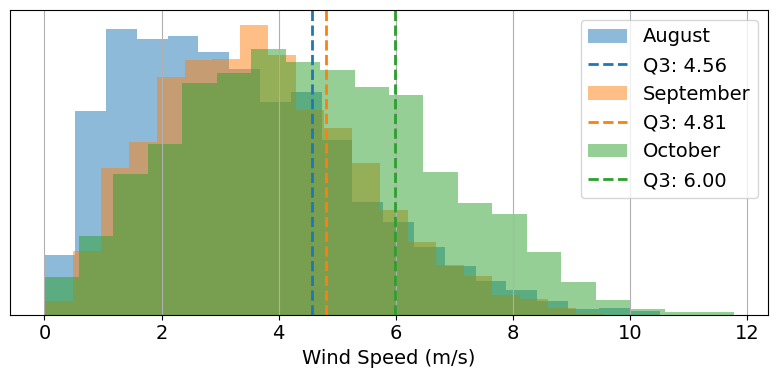 August
Q3: 4.56
September
Q3: 4.81
October
Q3: 6.00
0 2 4 6 8 10 12
Wind Speed (m/s)